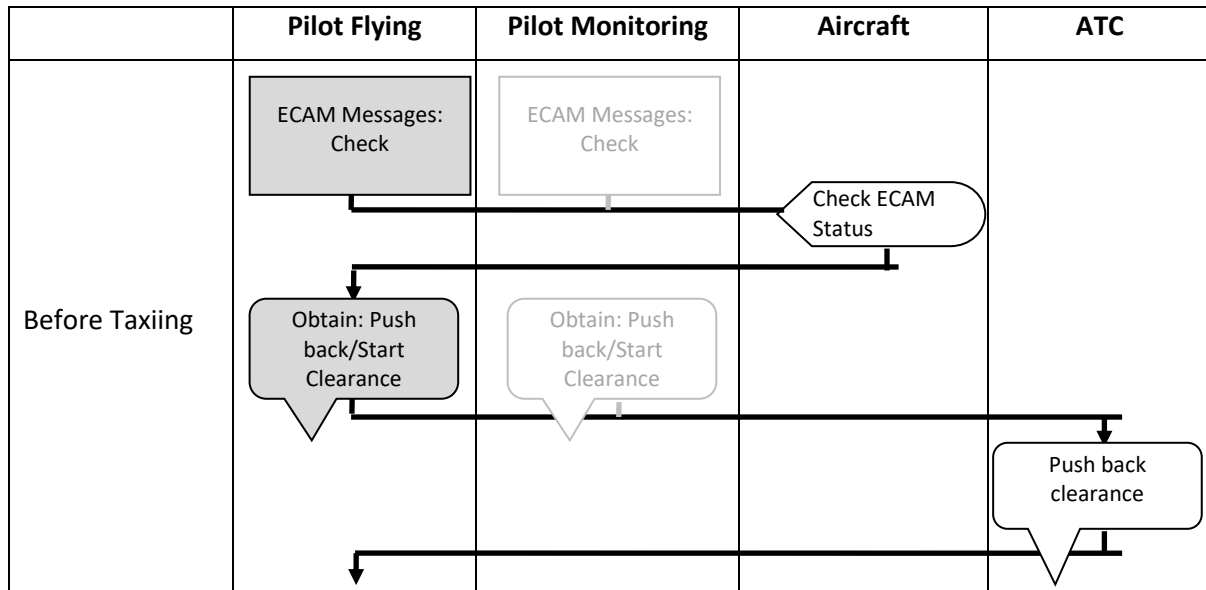 Pilot Flying Pilot Monitoring Aircraft ATC
ECAM Messages:
Check
ECAM Messages:
Check
Check ECAM
Status
Before Taxiing
Obtain: Push
back/Start
Clearance
Obtain: Push
back/Start
Clearance
Push back
clearance